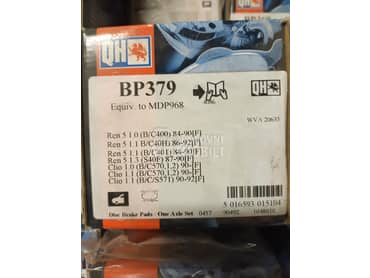 QH
BP379
QH
Equiv. to MDP968
WVA 20635
Ren 5 1.0 (B/C400) 84-90[F]
Ren 5 1.1 B/C40H) 86-92[F]
Ren 5 1.1 (B/C401) 84-90[F]
Ren 5 1.3 (S40F) 87-90[F]
Clio 1.0 (B/C570,1,2) 90-[F]
Clio 1.1 (B/C570,1,2) 90-[F]
Clio 1.1 (B/C/S571) 90-92[F]
5 016593 015104
Disc Brake Pads - One Axle Set 0457